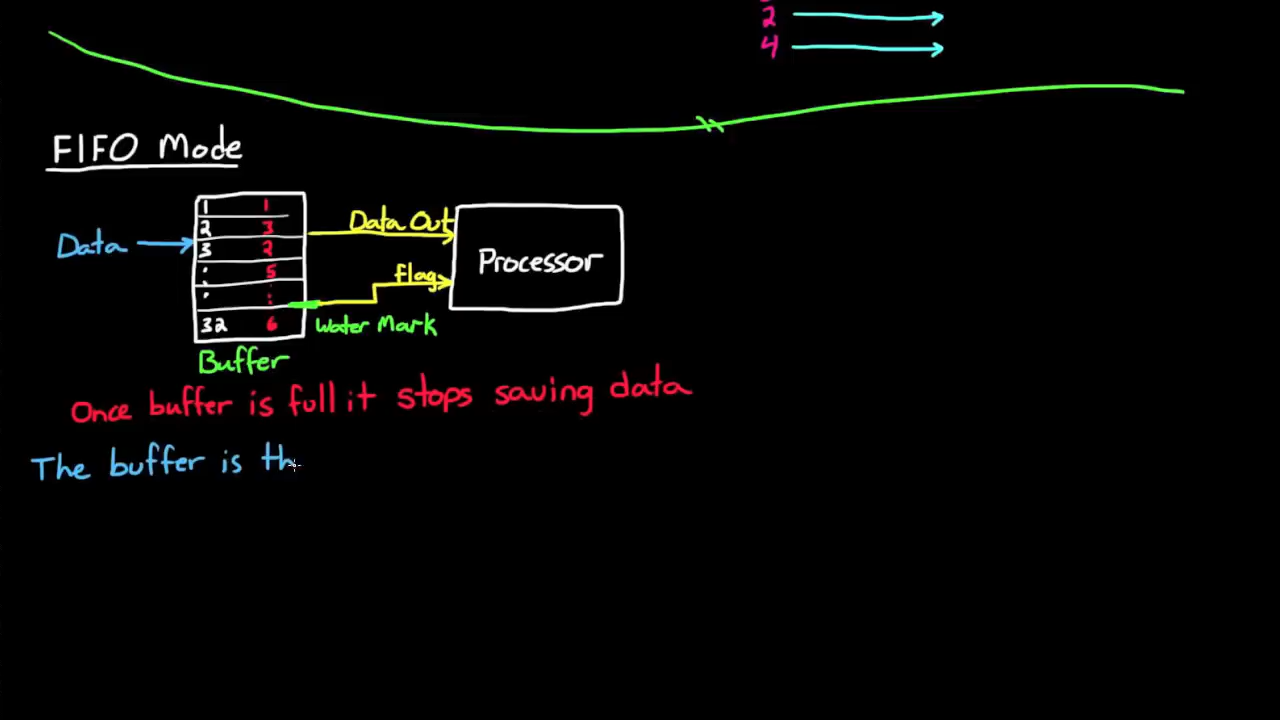 2
4
FIFO Mode
1 1
2 3
3 2
: 5
: :
32 6
Data
Data Out
flag
Processor
Water Mark
Buffer
Once buffer is full it stops saving data
The buffer is th